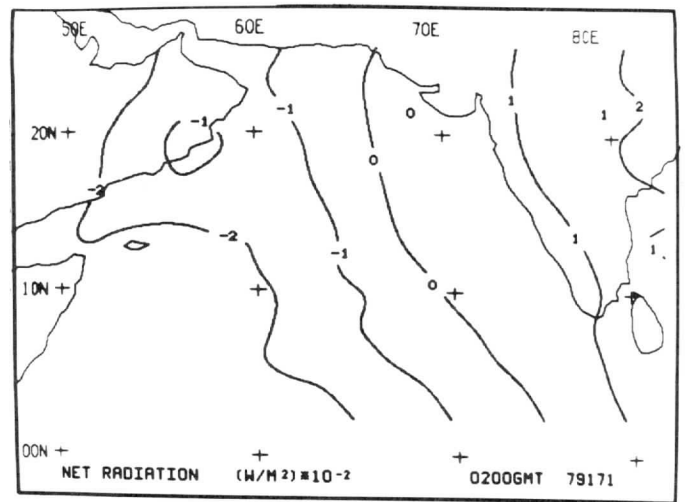 50E 60E 70E 80E
-1 -1 0 1 1 2
20N
0
-2
-2 -1 1 1
10N 0
00N
NET RADIATION (W/M²)*10⁻² 0200GMT 79171